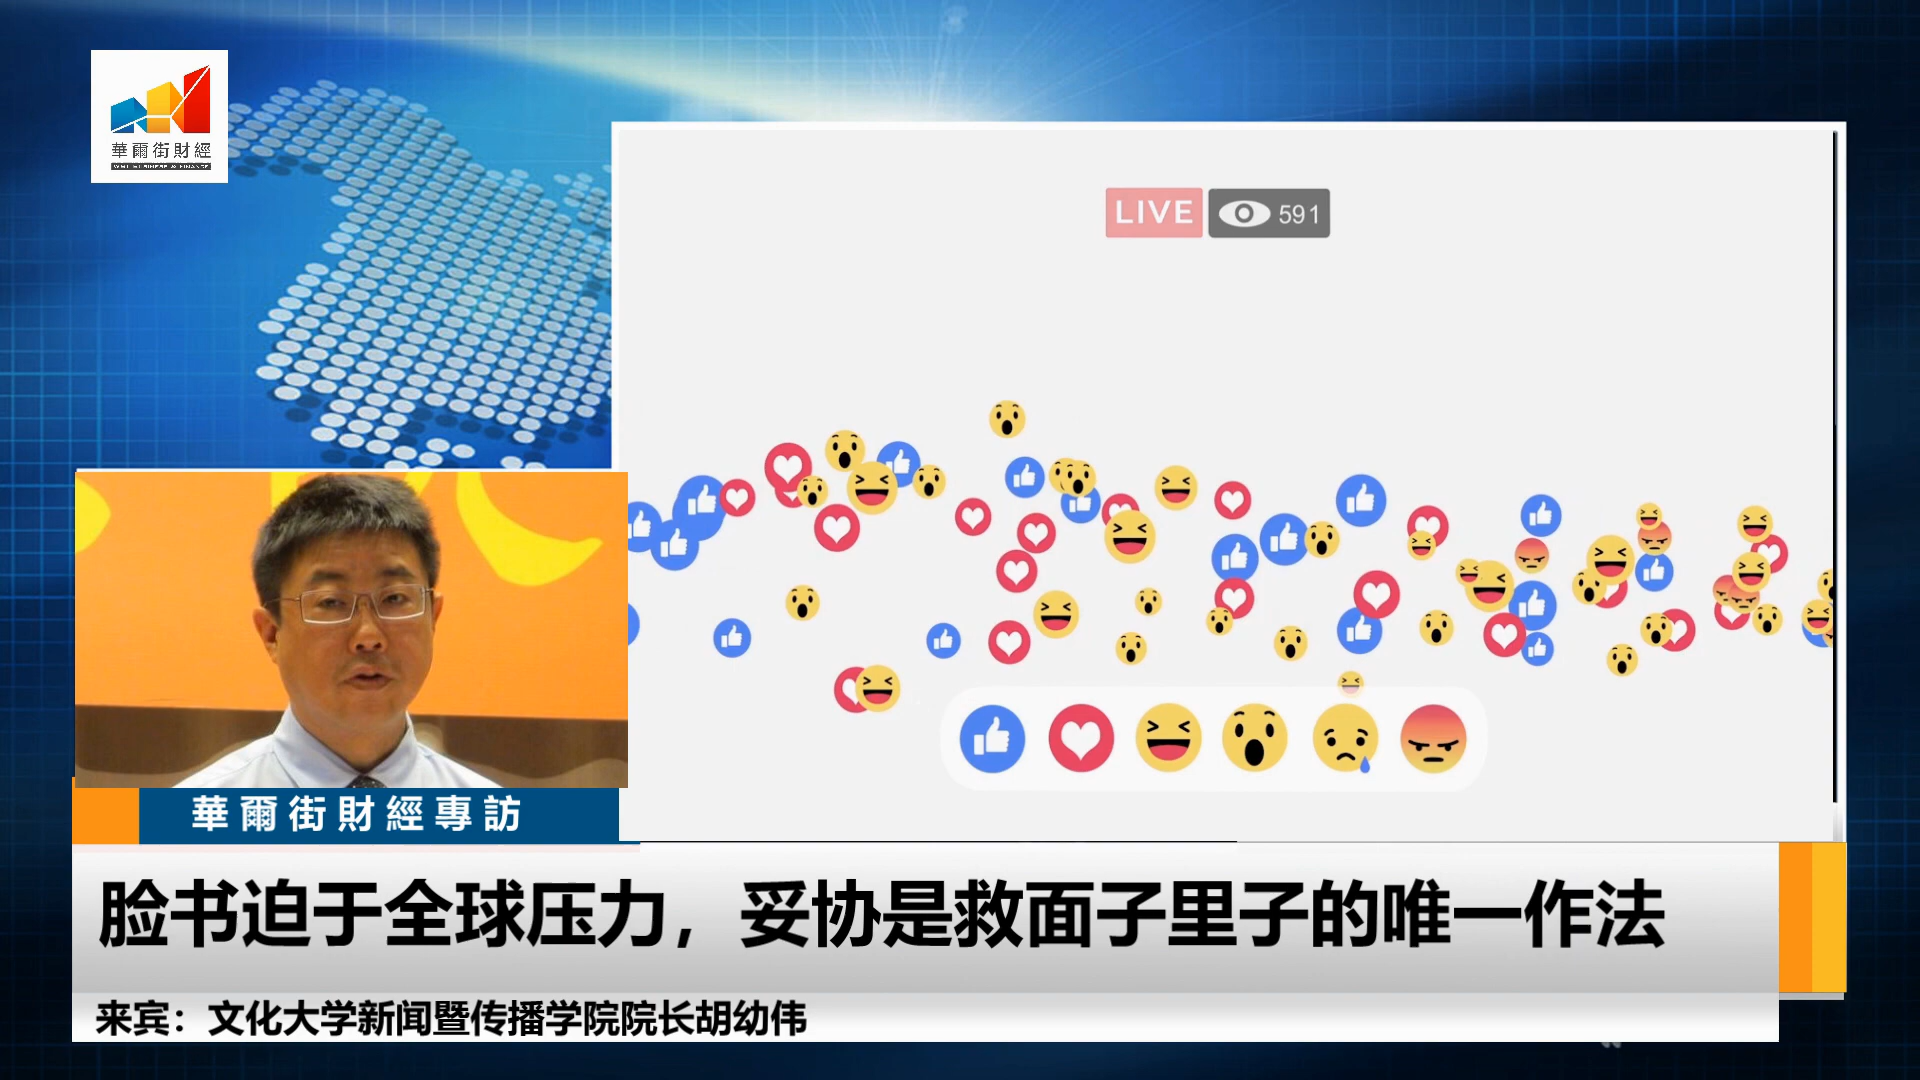 華爾街財經
LIVE 591
華爾街財經專訪
脸书迫于全球压力，妥协是救面子里子的唯一作法
来宾：文化大学新闻暨传播学院院长胡幼伟